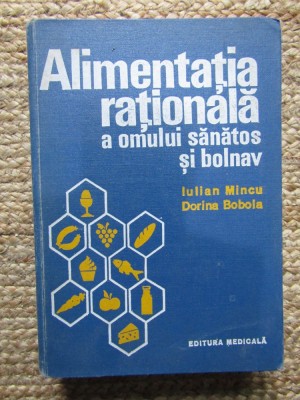 Alimentația
rațională
a omului sănătos
și bolnav
Iulian Mincu
Dorina Boboia
EDITURA MEDICALĂ